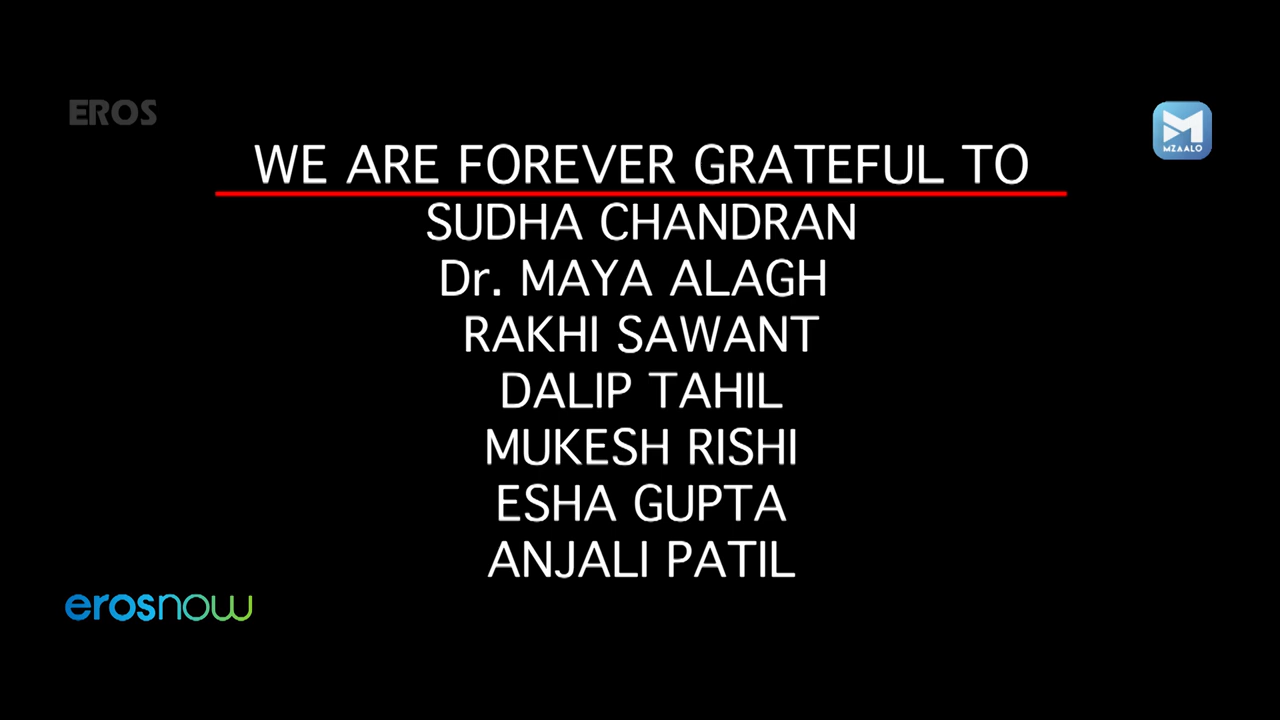 EROS
MZAALO
WE ARE FOREVER GRATEFUL TO
SUDHA CHANDRAN
Dr. MAYA ALAGH
RAKHI SAWANT
DALIP TAHIL
MUKESH RISHI
ESHA GUPTA
ANJALI PATIL
erosnow